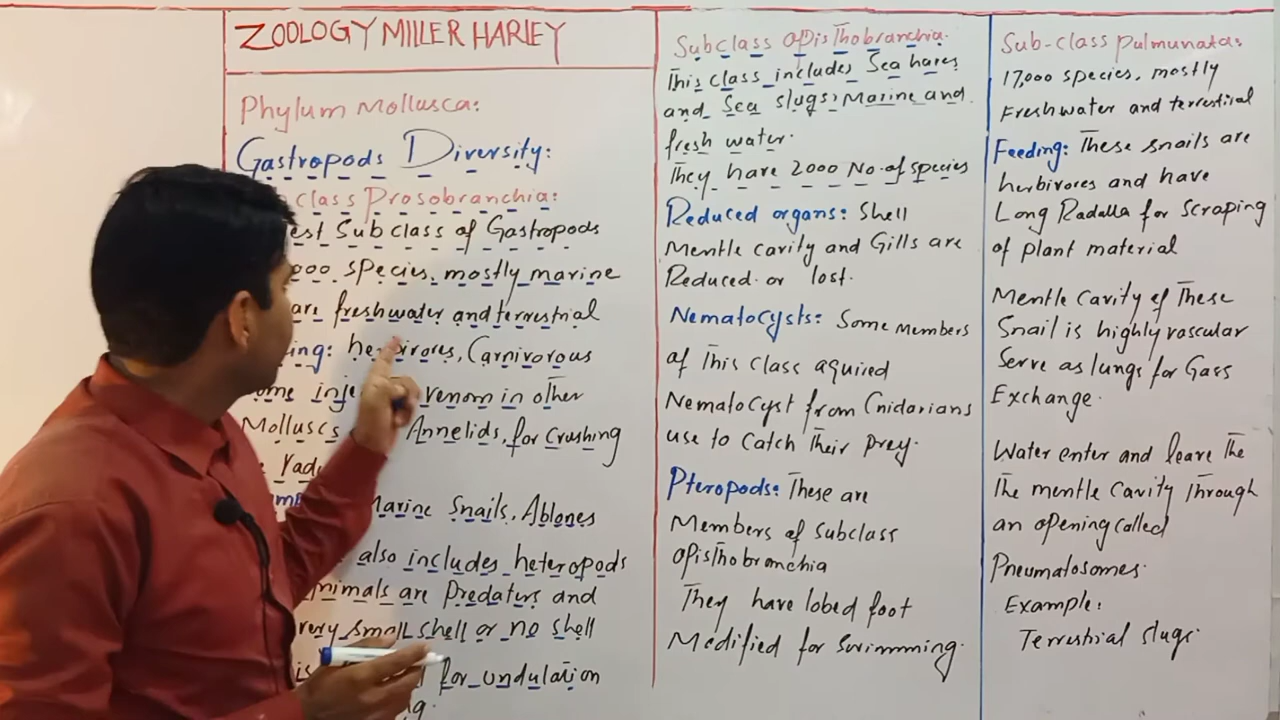 ZOOLOGY MILLER HARLEY
Phylum Mollusca:
Gastropods Diversity:
class Prosobranchia:
est Subclass of Gastropods
000 species, mostly marine
are freshwater and terrestrial
ing: herbivores, Carnivorous
ome inje venom in other
Molluscs Annelids, for Crushing
Marine Snails, Ablones
also includes heteropods
nimals are Predators and
very small shell or no shell
is for undulation
g.
Subclass Opisthobranchia.
This class includes Sea hares
and Sea slugs, Marine and
fresh water.
They have 2000 No. of species
Reduced organs: Shell
Mentle cavity and Gills are
Reduced or lost.
Nematocysts: Some members
of This class aquired
Nematocyst from Cnidarians
use to Catch Their prey.
Pteropods: These are
Members of subclass
opisthobronchia
They have lobed foot
Modified for Swimming.
Sub-class pulmunata:
17,000 species, mostly
Freshwater and terrestiral
Feeding: These snails are
herbivores and have
Long Radalla for Scraping
of plant material
Mentle Cavity of These
Snail is highly vascular
Serve as lungs for Gass
Exchange.
Water enter and leave The
The mentle Cavity Through
an opening called
Pneumatosomes.
Example:
Terrestrial slugs.